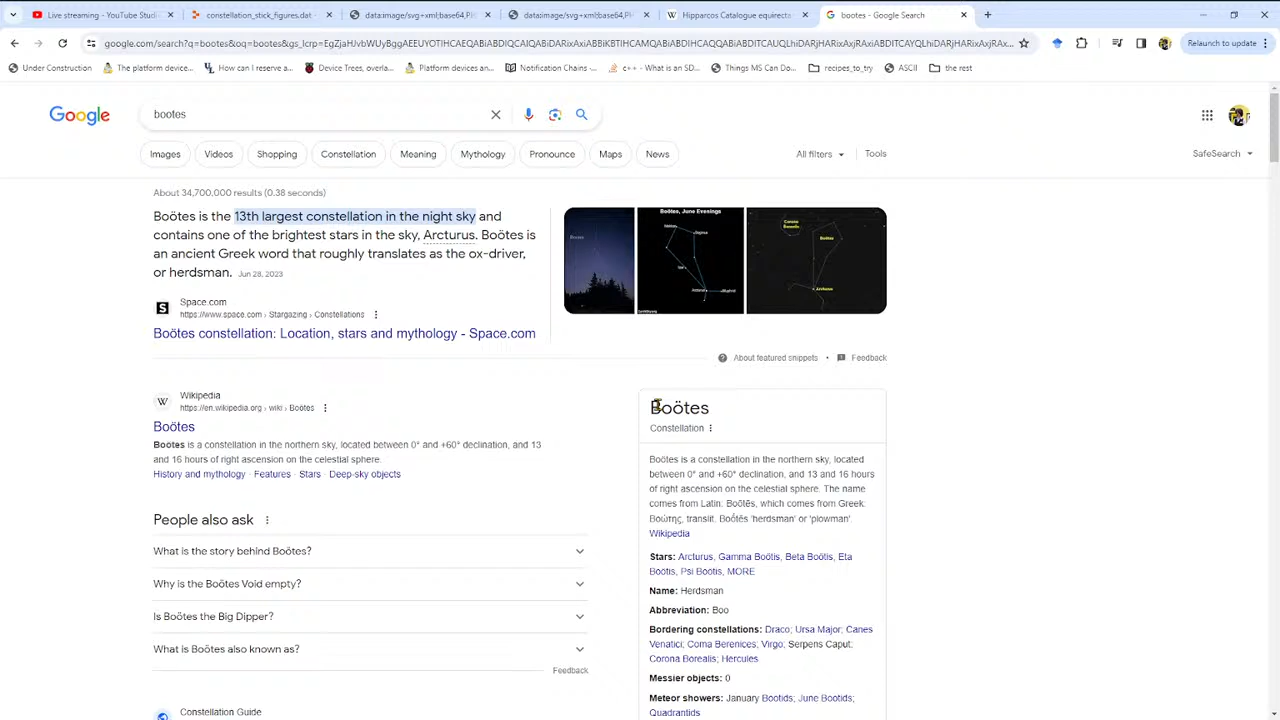 Live streaming - YouTube Studi
constellation_stick_figures.dat -
data:image/svg+xml;base64,PH
data:image/svg+xml;base64,PH
Hipparcos Catalogue equirecta
bootes - Google Search
google.com/search?q=bootes&oq=bootes&gs_lcrp=
Relaunch to update
Under Construction
The platform device...
How can I reserve a...
Device Trees, overla...
Platform devices an...
Notification Chains -...
c++ - What is an SD...
Things MS Can Do...
recipes_to_try
ASCII
the rest
Google
bootes
Images
Videos
Shopping
Constellation
Meaning
Mythology
Pronounce
Maps
News
All filters
Tools
SafeSearch
About 34,700,000 results (0.38 seconds)
Boötes is the 13th largest constellation in the night sky and
contains one of the brightest stars in the sky, Arcturus. Boötes is
an ancient Greek word that roughly translates as the ox-driver,
or herdsman. Jun 28, 2023
Boötes, June Evenings
Corona
Borealis
Boötes
Arcturus
Space.com
https://www.space.com › Stargazing › Constellations
Boötes constellation: Location, stars and mythology - Space.com
About featured snippets
Feedback
Wikipedia
https://en.wikipedia.org › wiki › Boötes
Boötes
Boötes is a constellation in the northern sky, located between 0° and +60° declination, and 13
and 16 hours of right ascension on the celestial sphere.
History and mythology · Features · Stars · Deep-sky objects
People also ask
What is the story behind Boötes?
Why is the Boötes Void empty?
Is Boötes the Big Dipper?
What is Boötes also known as?
Feedback
Constellation Guide
Boötes
Constellation
Boötes is a constellation in the northern sky, located
between 0° and +60° declination, and 13 and 16 hours
of right ascension on the celestial sphere. The name
comes from Latin: Boōtēs, which comes from Greek:
Βοώτης, translit. Boṓtēs 'herdsman' or 'plowman'.
Wikipedia
Stars: Arcturus, Gamma Boötis, Beta Boötis, Eta
Boötis, Psi Boötis, MORE
Name: Herdsman
Abbreviation: Boo
Bordering constellations: Draco; Ursa Major; Canes
Venatici; Coma Berenices; Virgo; Serpens Caput;
Corona Borealis; Hercules
Messier objects: 0
Meteor showers: January Bootids; June Bootids;
Quadrantids